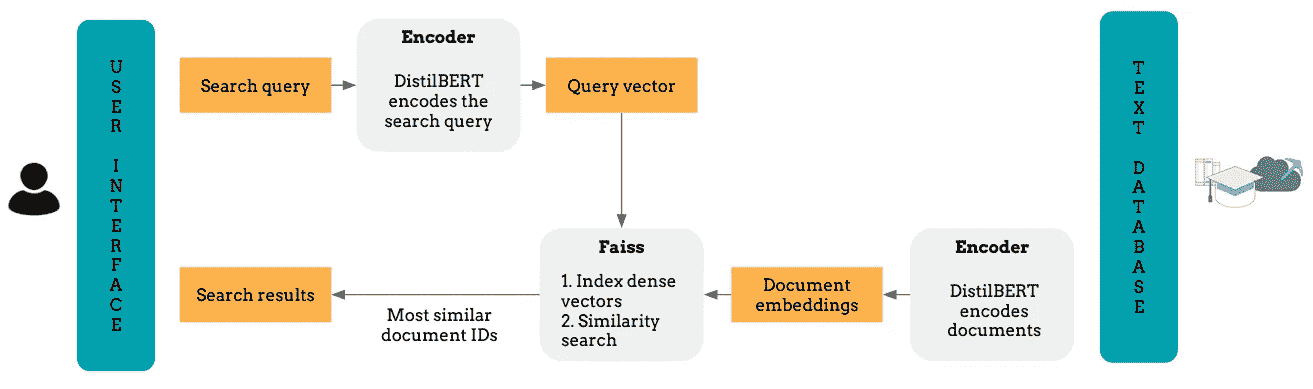 USER INTERFACE
Search query
Encoder
DistilBERT
encodes the
search query
Query vector
Search results
Most similar
document IDs
Faiss
1. Index dense
vectors
2. Similarity
search
Document
embeddings
Encoder
DistilBERT
encodes
documents
TEXT DATABASE